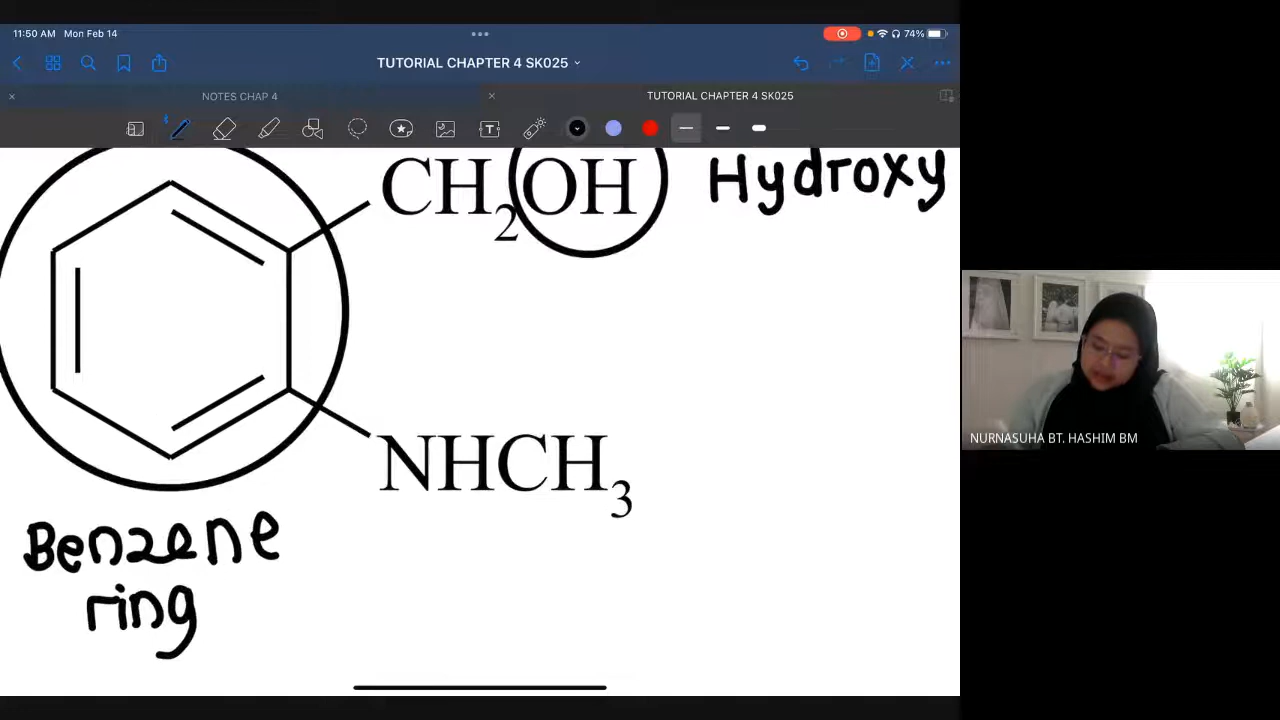 11:50 AM Mon Feb 14
74%
TUTORIAL CHAPTER 4 SK025
NOTES CHAP 4
TUTORIAL CHAPTER 4 SK025
CH2OH
Hydroxy
NHCH3
Benzene
ring
NURNASUHA BT. HASHIM BM